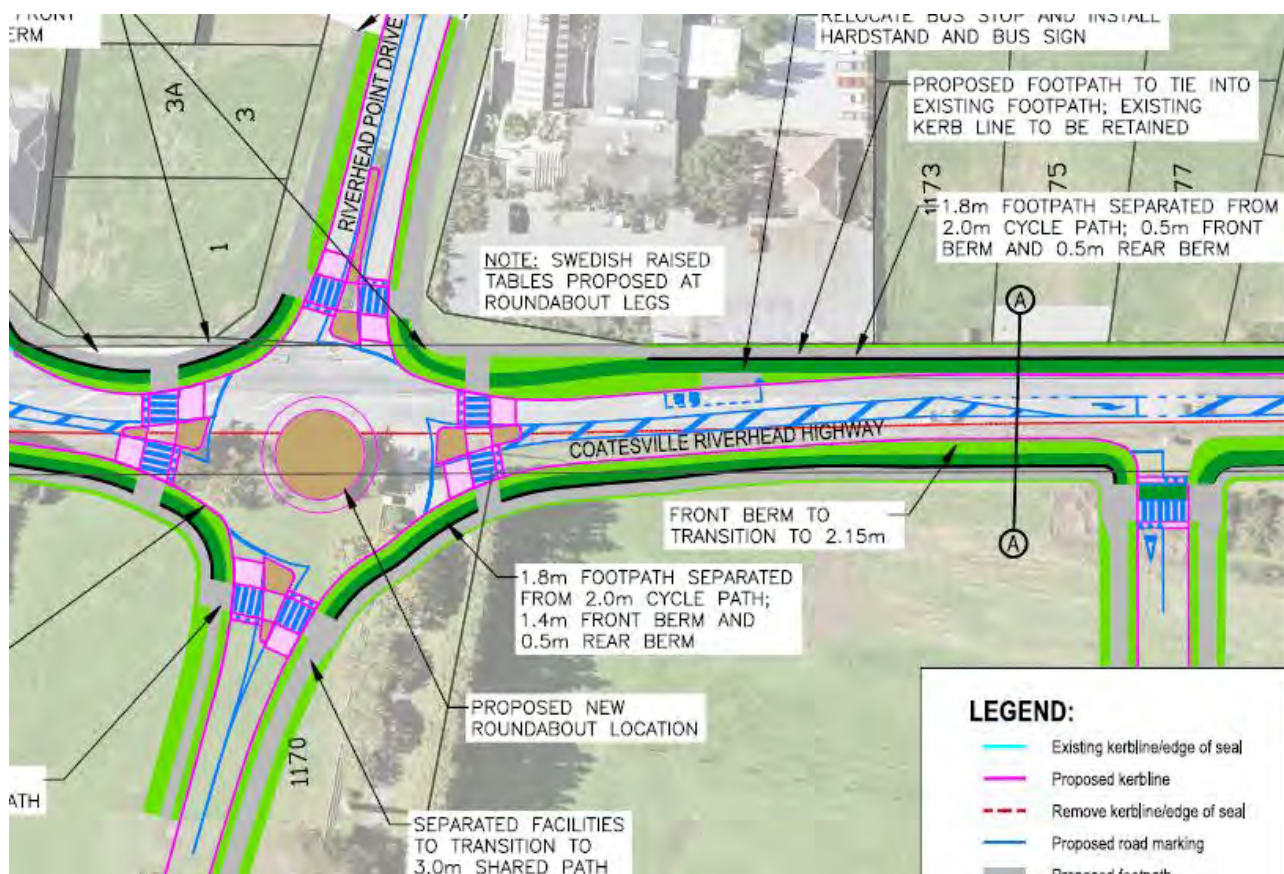 FRONT
ERM
RELOCATE BUS STOP AND INSTALL
HARDSTAND AND BUS SIGN
RIVERHEAD POINT DRIVE
3A
3
1
PROPOSED FOOTPATH TO TIE INTO
EXISTING FOOTPATH; EXISTING
KERB LINE TO BE RETAINED
1173
75
77
1.8m FOOTPATH SEPARATED FROM
2.0m CYCLE PATH; 0.5m FRONT
BERM AND 0.5m REAR BERM
NOTE: SWEDISH RAISED
TABLES PROPOSED AT
ROUNDABOUT LEGS
A
COATESVILLE RIVERHEAD HIGHWAY
FRONT BERM TO
TRANSITION TO 2.15m
A
1.8m FOOTPATH SEPARATED
FROM 2.0m CYCLE PATH;
1.4m FRONT BERM AND
0.5m REAR BERM
PROPOSED NEW
ROUNDABOUT LOCATION
1170
ATH
SEPARATED FACILITIES
TO TRANSITION TO
3.0m SHARED PATH
LEGEND:
Existing kerbline/edge of seal
Proposed kerbline
Remove kerbline/edge of seal
Proposed road marking
Proposed footpath